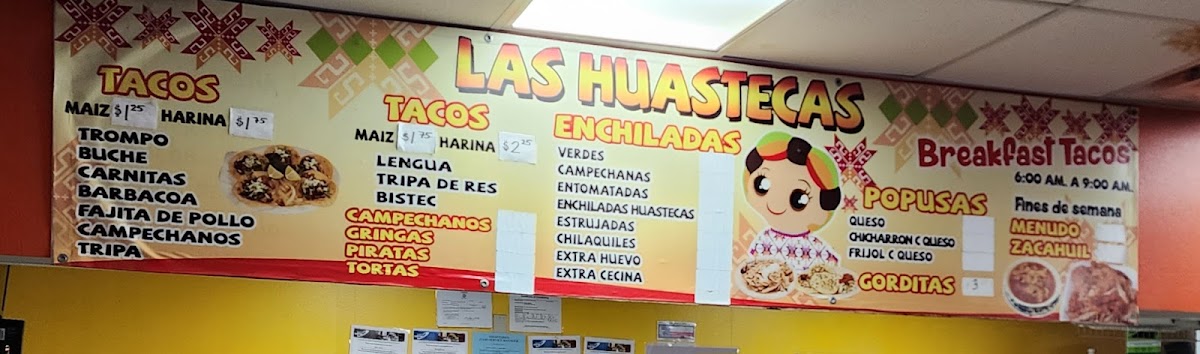 LAS HUASTECAS
TACOS
MAIZ $1.25 HARINA $1.75
TROMPO
BUCHE
CARNITAS
BARBACOA
FAJITA DE POLLO
CAMPECHANOS
TRIPA
TACOS
MAIZ $1.75 HARINA $2.25
LENGUA
TRIPA DE RES
BISTEC
CAMPECHANOS
GRINGAS
PIRATAS
TORTAS
ENCHILADAS
VERDES
CAMPECHANAS
ENTOMATADAS
ENCHILADAS HUASTECAS
ESTRUJADAS
CHILAQUILES
EXTRA HUEVO
EXTRA CECINA
POPUSAS
QUESO
CHICHARRON C QUESO
FRIJOL C QUESO
GORDITAS 3
Breakfast Tacos
6:00 AM. A 9:00 AM.
Fines de semana
MENUDO
ZACAHUIL